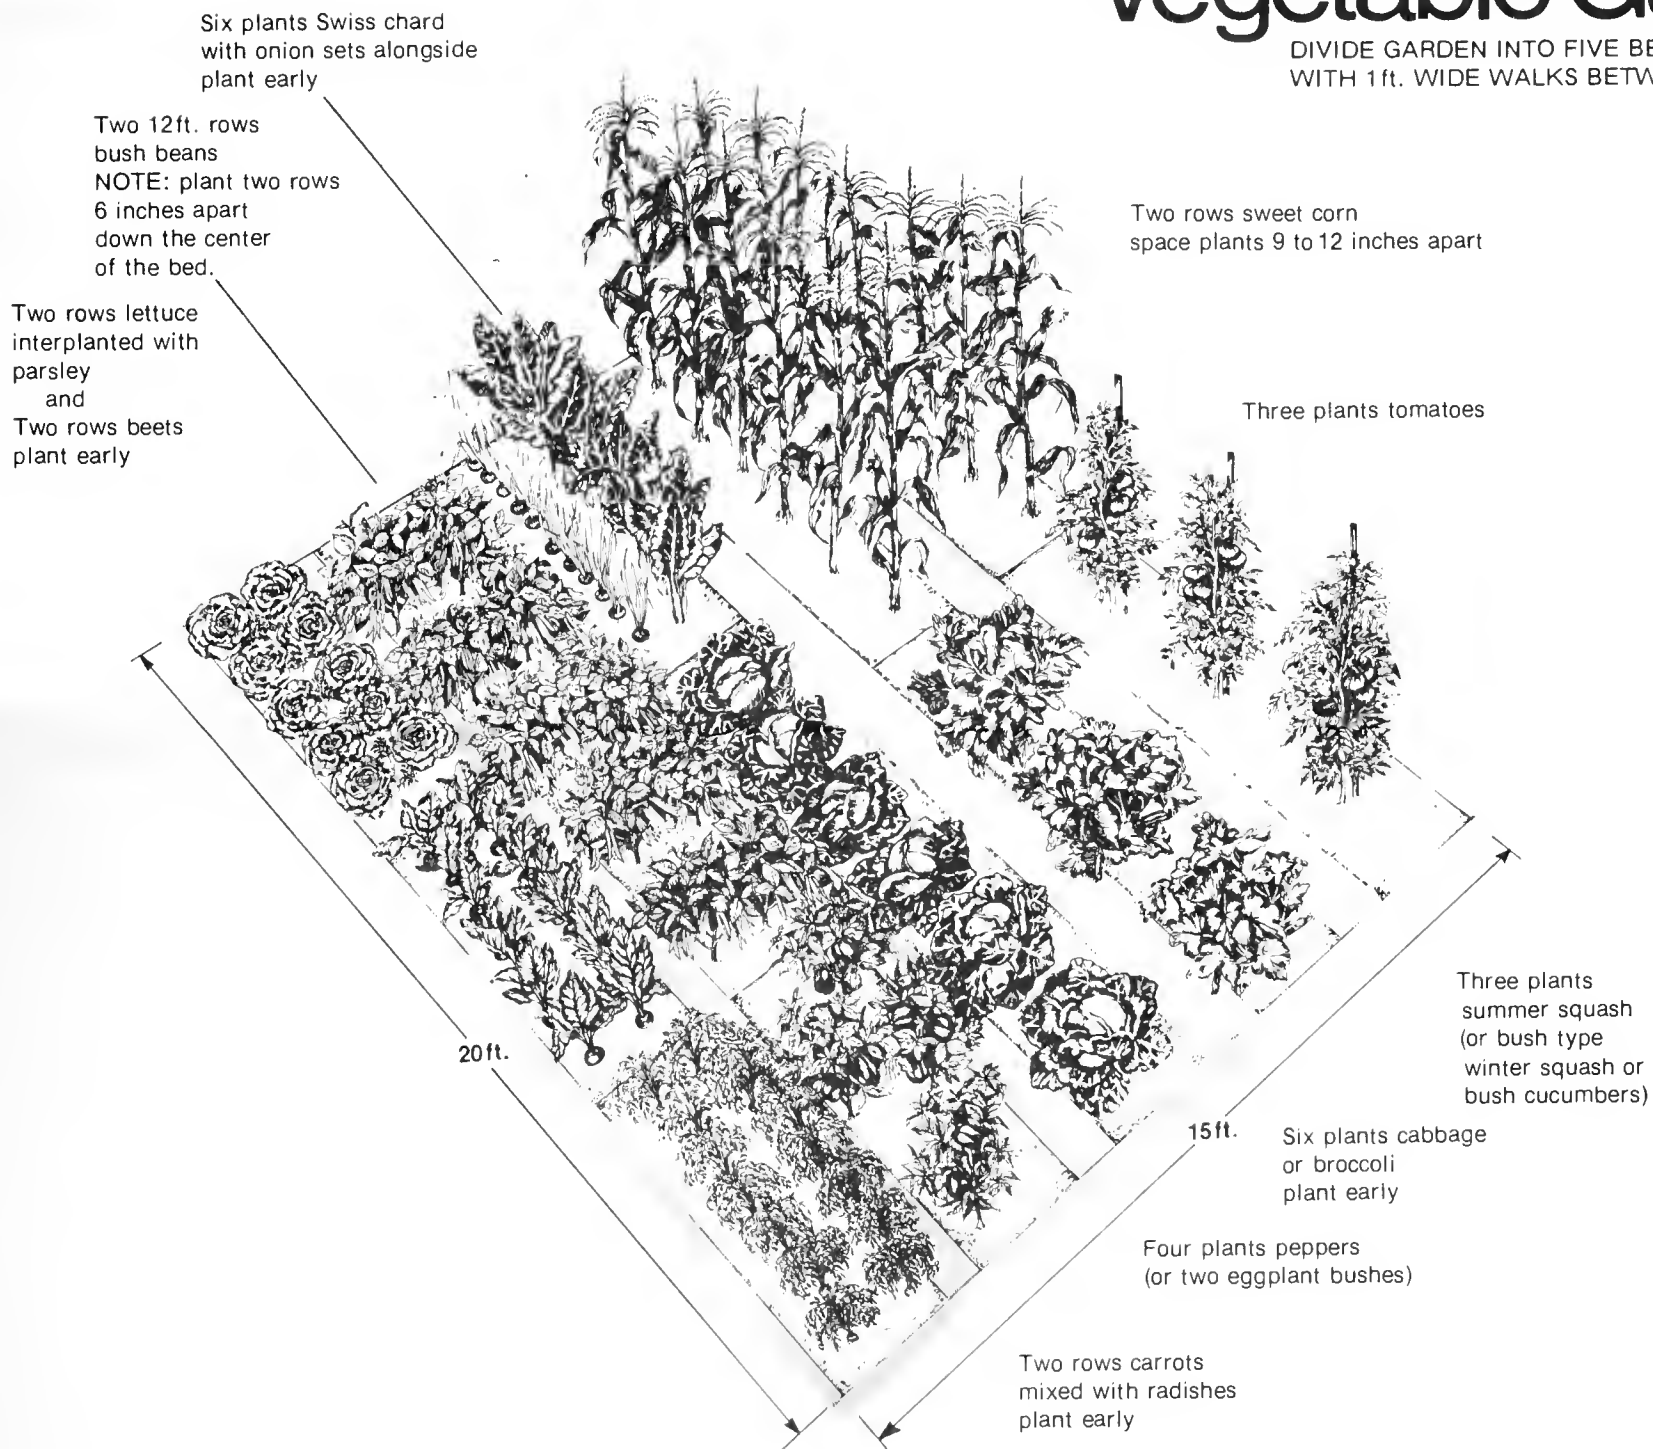 Vegetable
DIVIDE GARDEN INTO FIVE
WITH 1ft. WIDE WALKS
Six plants Swiss chard
with onion sets alongside
plant early
Two 12ft. rows
bush beans
NOTE: plant two rows
6 inches apart
down the center
of the bed.
Two rows lettuce
interplanted with
parsley
and
Two rows beets
plant early
Two rows sweet corn
space plants 9 to 12 inches apart
Three plants tomatoes
Three plants
summer squash
(or bush type
winter squash or
bush cucumbers)
20ft.
15ft.
Six plants cabbage
or broccoli
plant early
Four plants peppers
(or two eggplant bushes)
Two rows carrots
mixed with radishes
plant early